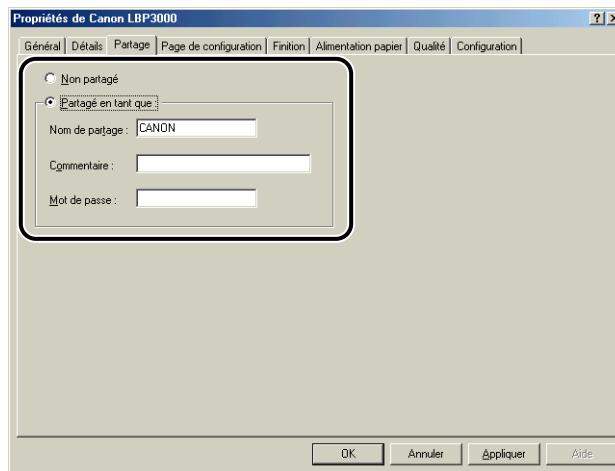 Propriétés de Canon LBP3000
Général Détails Partage Page de configuration Finition Alimentation papier Qualité Configuration
Non partagé
Partagé en tant que :
Nom de partage : CANON
Commentaire :
Mot de passe :
OK Annuler Appliquer Aide